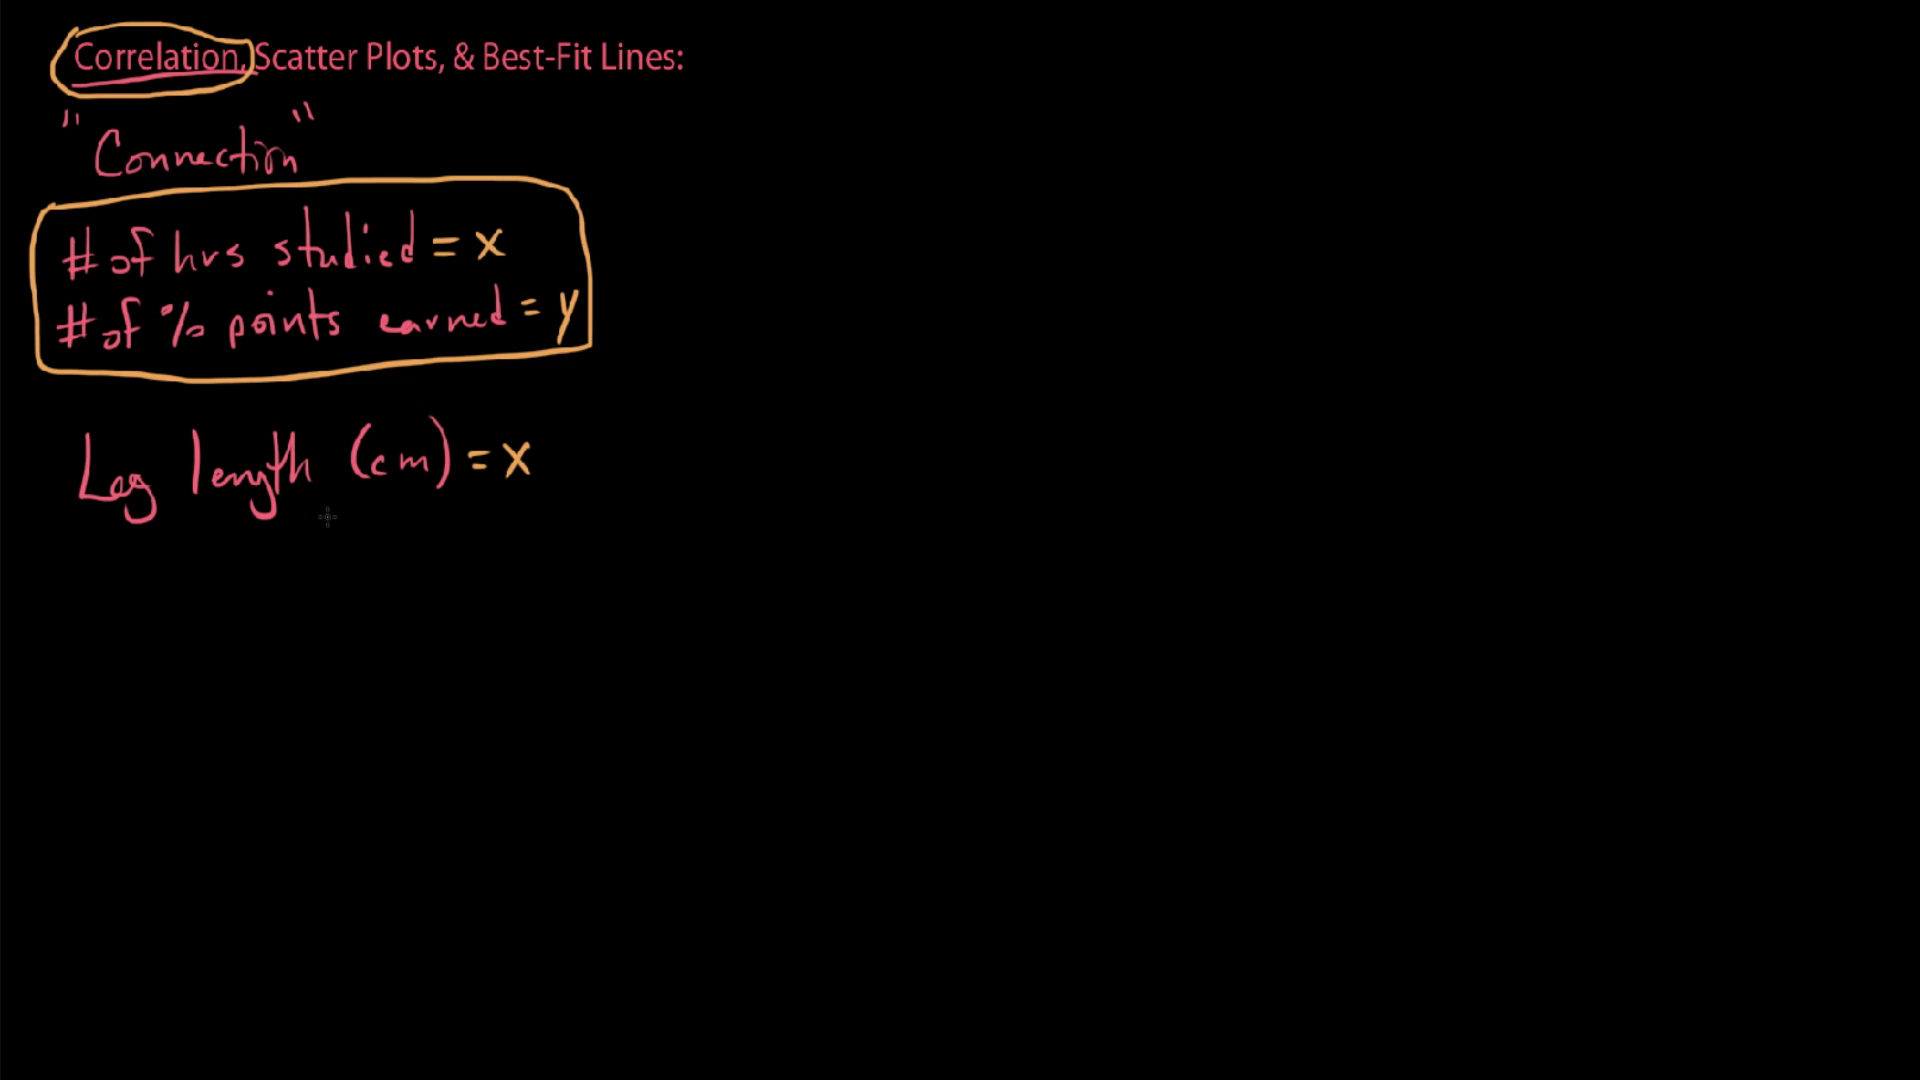 Correlation, Scatter Plots, & Best-Fit Lines:
"Connection"
# of hrs studied = x
# of % points earned = y
Leg length (cm) = x